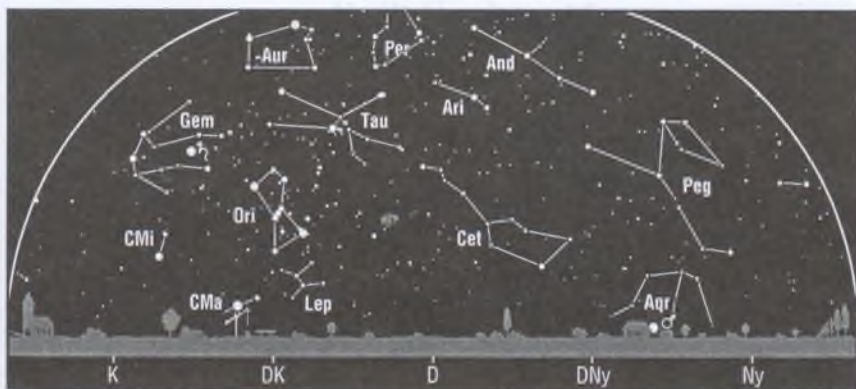 Aur Per And
Gem Tau Ari
♄
Ori Cet Peg
CMi
CMa Lep Aqr
♂
K DK D DNy Ny